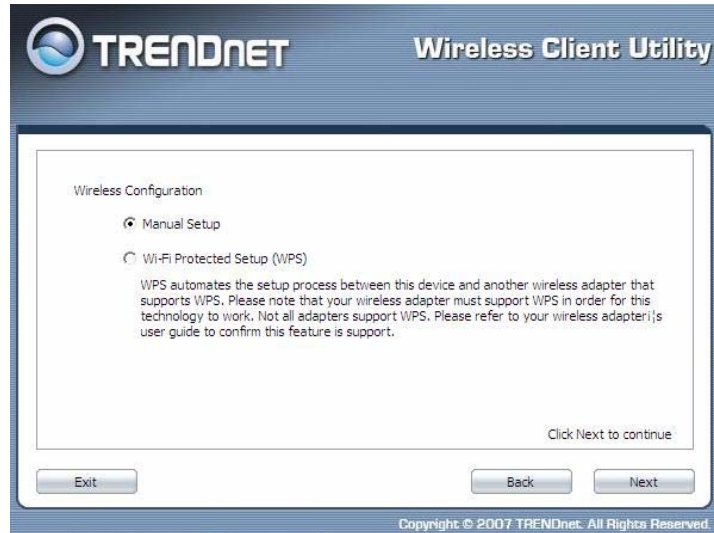 TRENDNET
Wireless Client Utility
Wireless Configuration
Manual Setup
Wi-Fi Protected Setup (WPS)
WPS automates the setup process between this device and another wireless adapter that
supports WPS. Please note that your wireless adapter must support WPS in order for this
technology to work. Not all adapters support WPS. Please refer to your wireless adapter¡¦s
user guide to confirm this feature is support.
Click Next to continue
Exit
Back
Next
Copyright © 2007 TRENDnet. All Rights Reserved.